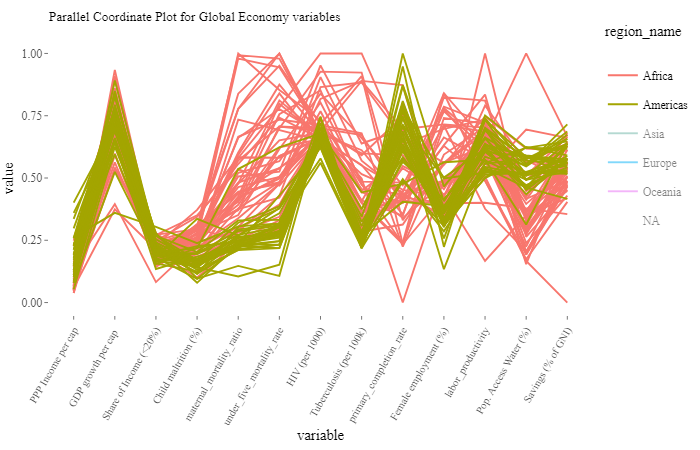 Parallel Coordinate Plot for Global Economy variables
region_name
Africa
Americas
Asia
Europe
Oceania
NA
value
1.00
0.75
0.50
0.25
0.00
PPP Income per cap
GDP growth per cap
Share of Income (<20%)
Child maltrition (%)
maternal_mortality_ratio
under_five_mortality_rate
HIV (per 1000)
Tuberculosis (per 100k)
primary_completion_rate
Female employment (%)
labor_productivity
Pop. Access Water (%)
Savings (% of GNI)
variable